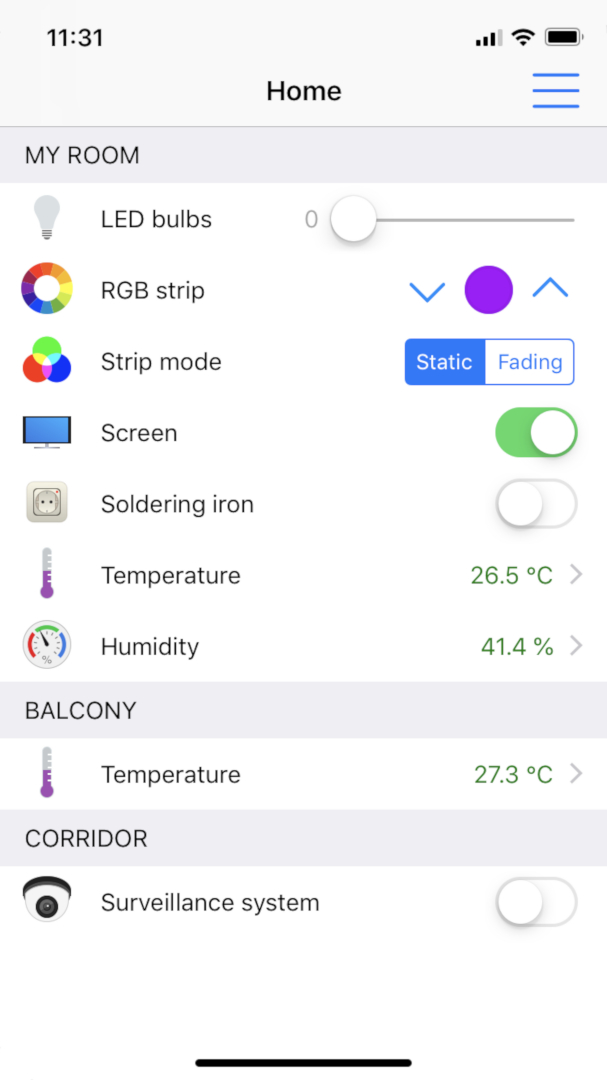 11:31
Home
MY ROOM
LED bulbs 0
RGB strip
Strip mode Static Fading
Screen
Soldering iron
Temperature 26.5 °C
Humidity 41.4 %
%
BALCONY
Temperature 27.3 °C
CORRIDOR
Surveillance system